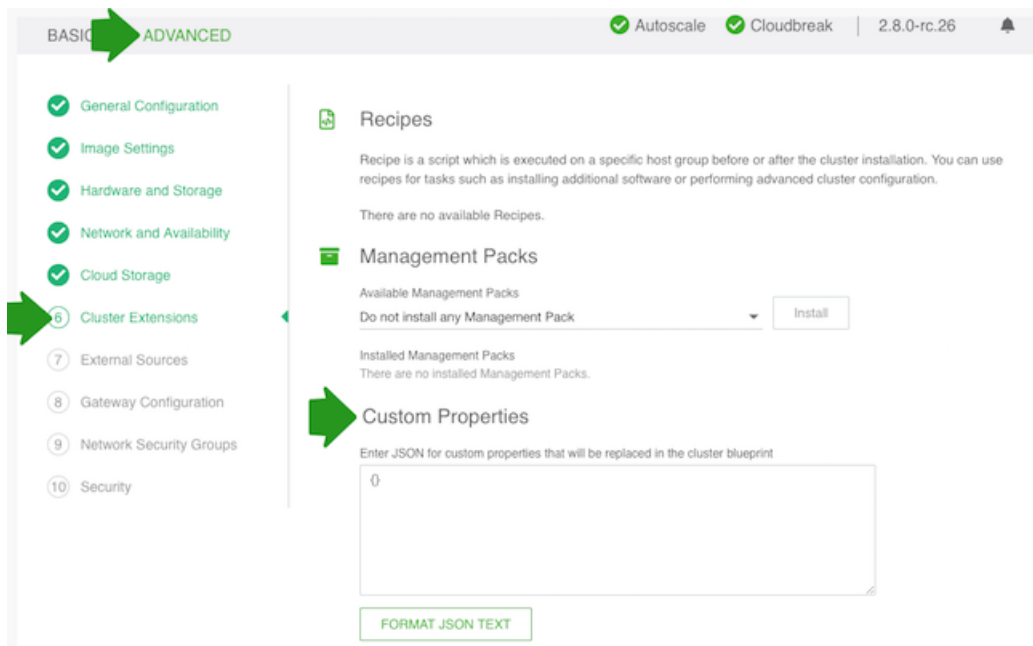 BASIC ADVANCED Autoscale Cloudbreak 2.8.0-rc.26
General Configuration
Image Settings
Hardware and Storage
Network and Availability
Cloud Storage
6 Cluster Extensions
7 External Sources
8 Gateway Configuration
9 Network Security Groups
10 Security
Recipes
Recipe is a script which is executed on a specific host group before or after the cluster installation. You can use
recipes for tasks such as installing additional software or performing advanced cluster configuration.
There are no available Recipes.
Management Packs
Available Management Packs
Do not install any Management Pack Install
Installed Management Packs
There are no installed Management Packs.
Custom Properties
Enter JSON for custom properties that will be replaced in the cluster blueprint
{}
FORMAT JSON TEXT